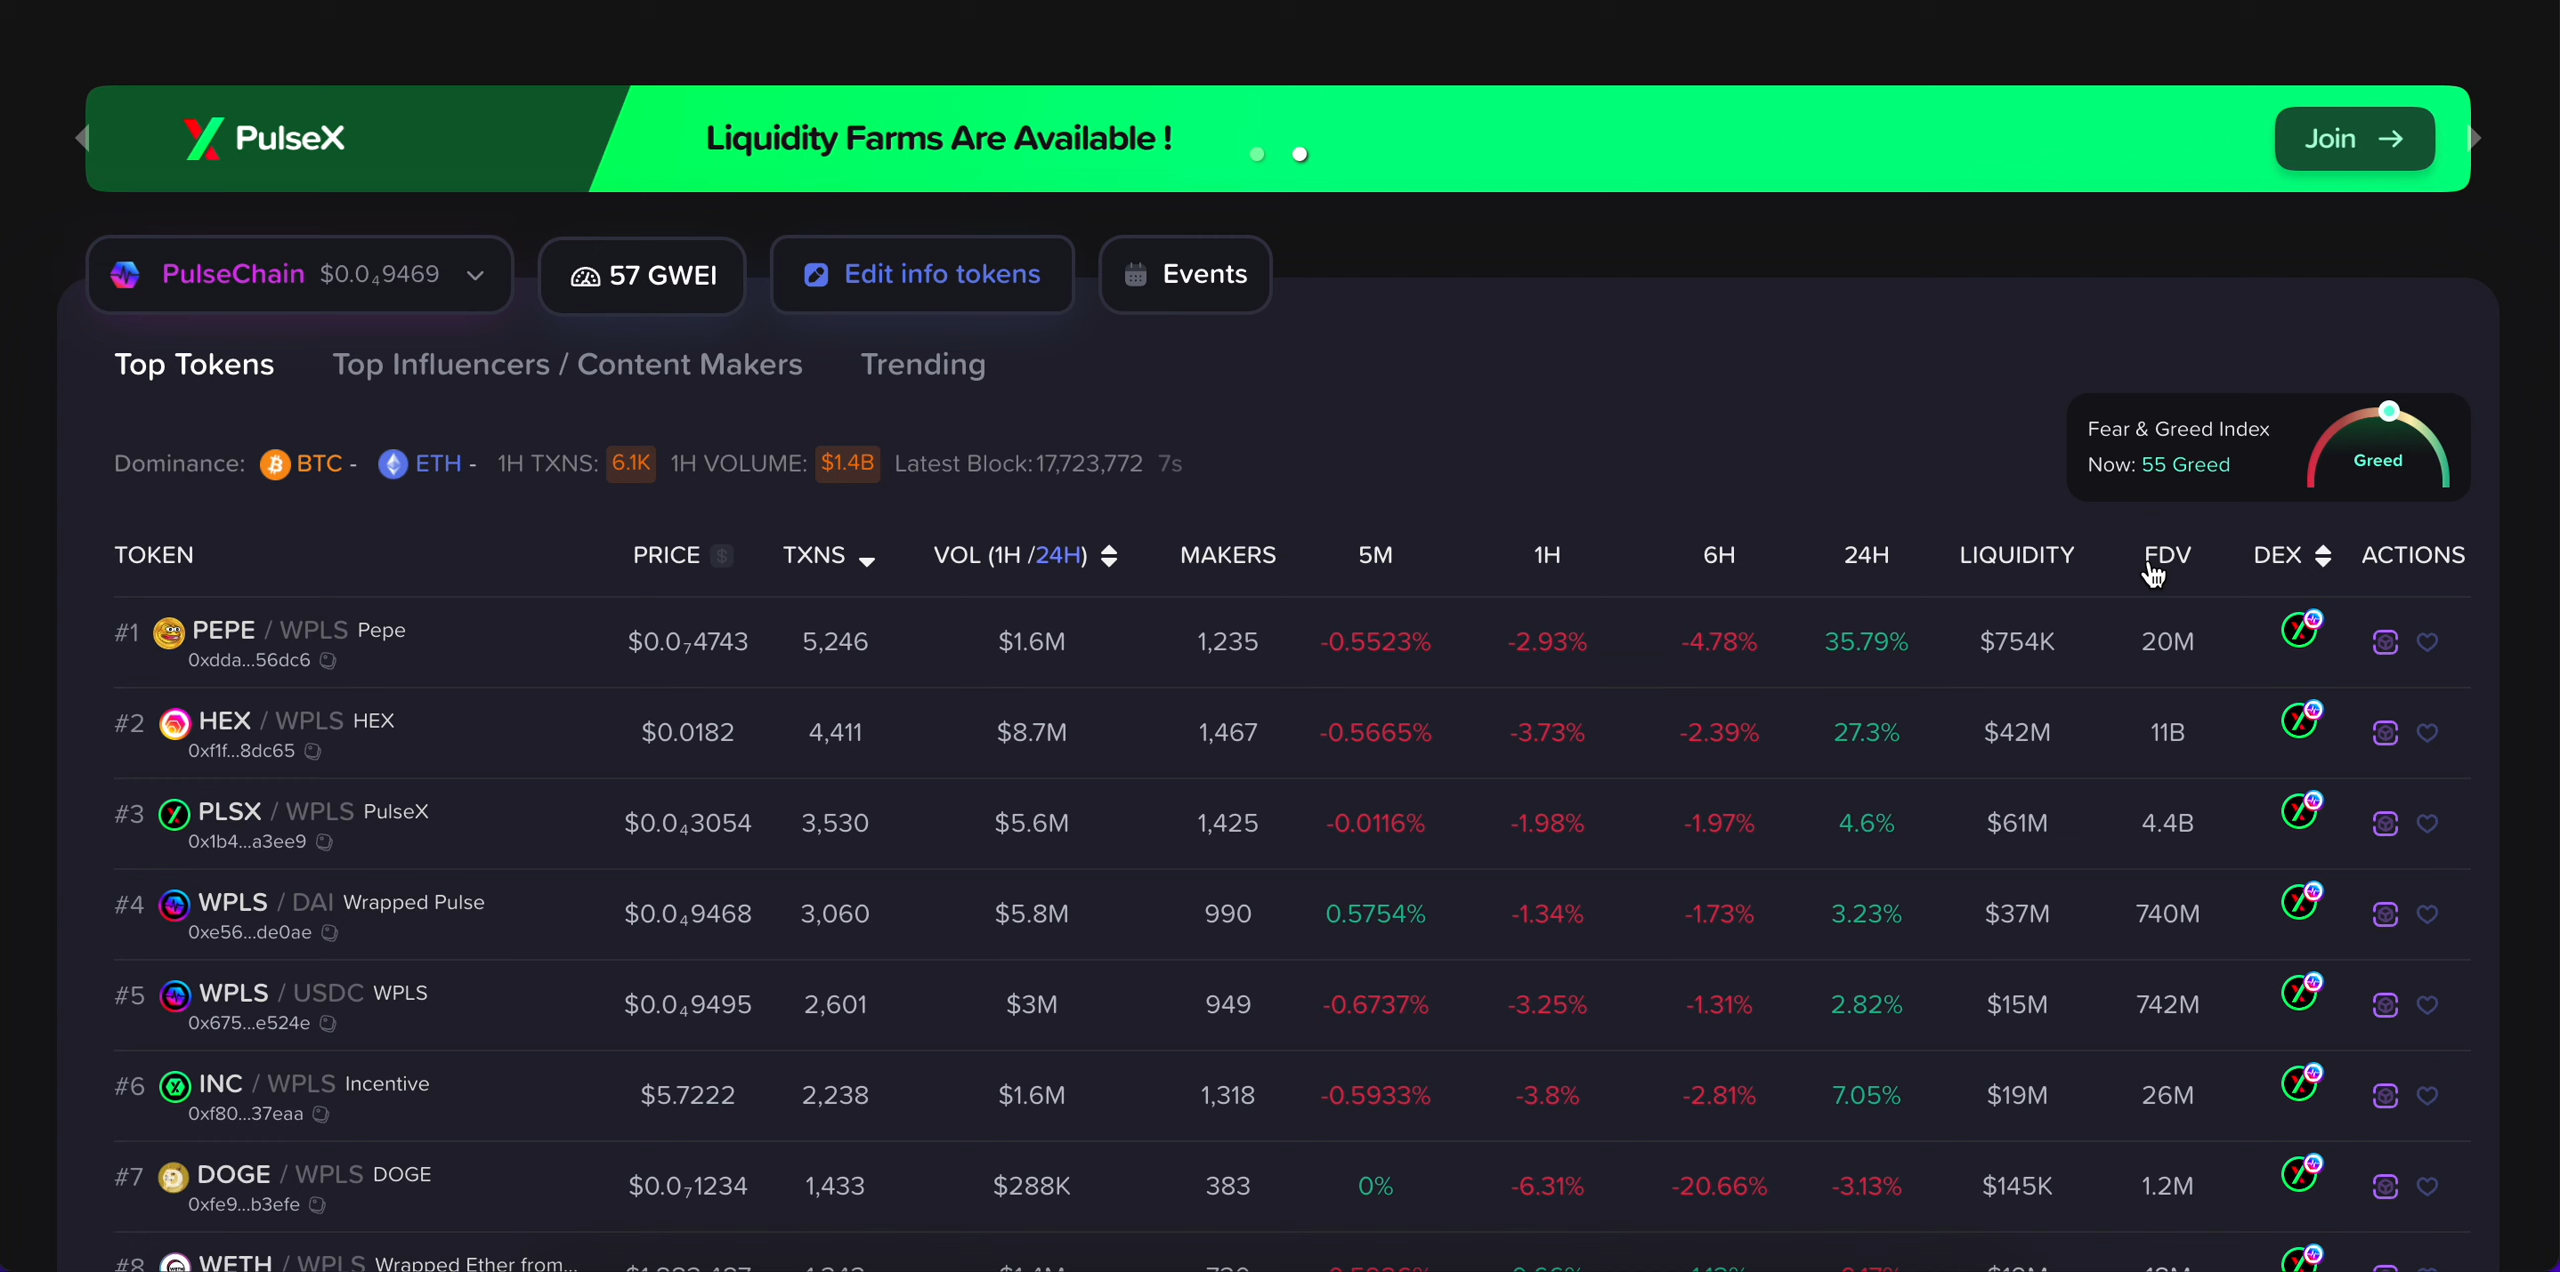 PulseX
Liquidity Farms Are Available !
Join →
PulseChain $0.0₄9469
57 GWEI
Edit info tokens
Events
Top Tokens Top Influencers / Content Makers Trending
Dominance: BTC - ETH - 1H TXNS: 6.1K 1H VOLUME: $1.4B Latest Block:17,723,772 7s
Fear & Greed Index
Now: 55 Greed
Greed
TOKEN PRICE $ TXNS VOL (1H /24H) MAKERS 5M 1H 6H 24H LIQUIDITY FDV DEX ACTIONS
#1 PEPE / WPLS Pepe $0.0₇4743 5,246 $1.6M 1,235 -0.5523% -2.93% -4.78% 35.79% $754K 20M
0xdda...56dc6
#2 HEX / WPLS HEX $0.0182 4,411 $8.7M 1,467 -0.5665% -3.73% -2.39% 27.3% $42M 11B
0xf1f...8dc65
#3 PLSX / WPLS PulseX $0.0₄3054 3,530 $5.6M 1,425 -0.0116% -1.98% -1.97% 4.6% $61M 4.4B
0x1b4...a3ee9
#4 WPLS / DAI Wrapped Pulse $0.0₄9468 3,060 $5.8M 990 0.5754% -1.34% -1.73% 3.23% $37M 740M
0xe56...de0ae
#5 WPLS / USDC WPLS $0.0₄9495 2,601 $3M 949 -0.6737% -3.25% -1.31% 2.82% $15M 742M
0x675...e524e
#6 INC / WPLS Incentive $5.7222 2,238 $1.6M 1,318 -0.5933% -3.8% -2.81% 7.05% $19M 26M
0xf80...37eaa
#7 DOGE / WPLS DOGE $0.0₇1234 1,433 $288K 383 0% -6.31% -20.66% -3.13% $145K 1.2M
0xfe9...b3efe
#8 WETH / WPLS Wrapped Ether from...